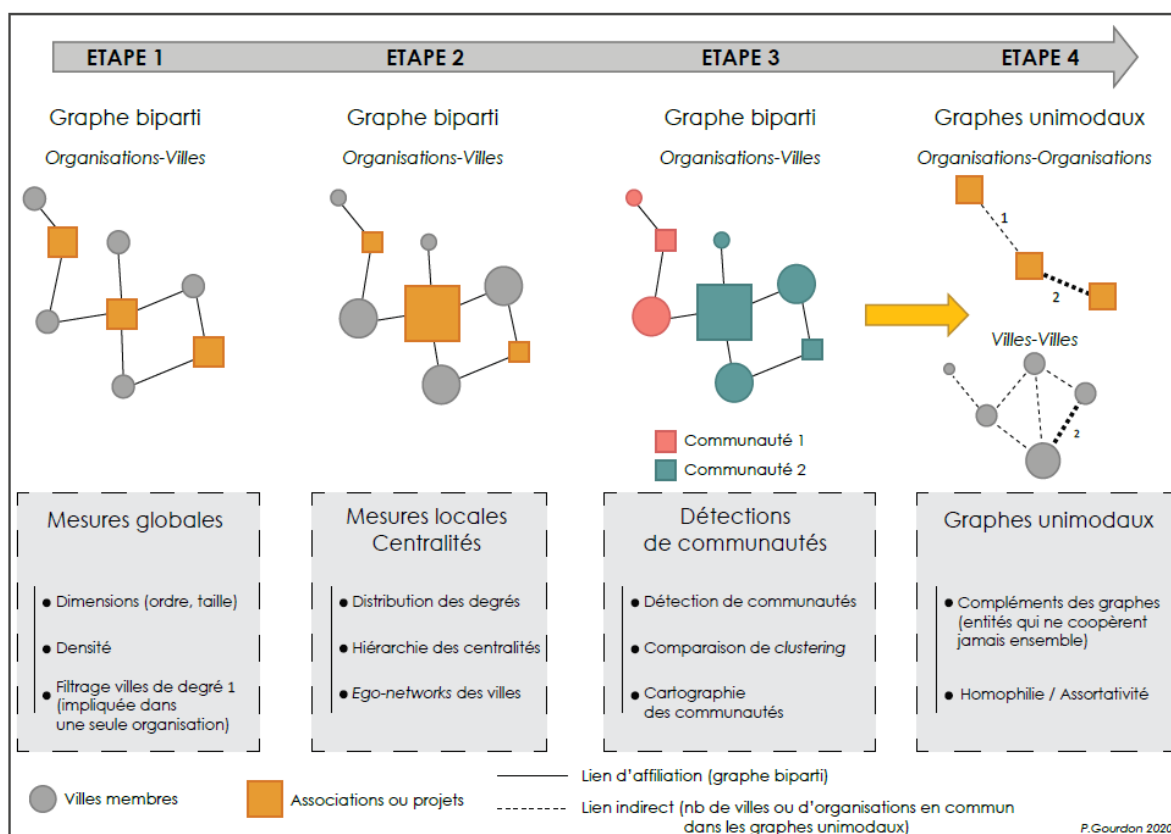 ETAPE 1
ETAPE 2
ETAPE 3
ETAPE 4
Graphe biparti
Organisations-Villes
Graphe biparti
Organisations-Villes
Graphe biparti
Organisations-Villes
Graphes unimodaux
Organisations-Organisations
1
2
Villes-Villes
2
Communauté 1
Communauté 2
Mesures globales
● Dimensions (ordre, taille)
● Densité
● Filtrage villes de degré 1
(impliquée dans
une seule organisation)
Mesures locales
Centralités
● Distribution des degrés
● Hiérarchie des centralités
● Ego-networks des villes
Détections
de communautés
● Détection de communautés
● Comparaison de clustering
● Cartographie
des communautés
Graphes unimodaux
● Compléments des graphes
(entités qui ne coopèrent
jamais ensemble)
● Homophilie / Assortativité
Villes membres
Associations ou projets
Lien d'affiliation (graphe biparti)
Lien indirect (nb de villes ou d'organisations en commun
dans les graphes unimodaux)
P.Gourdon 2020